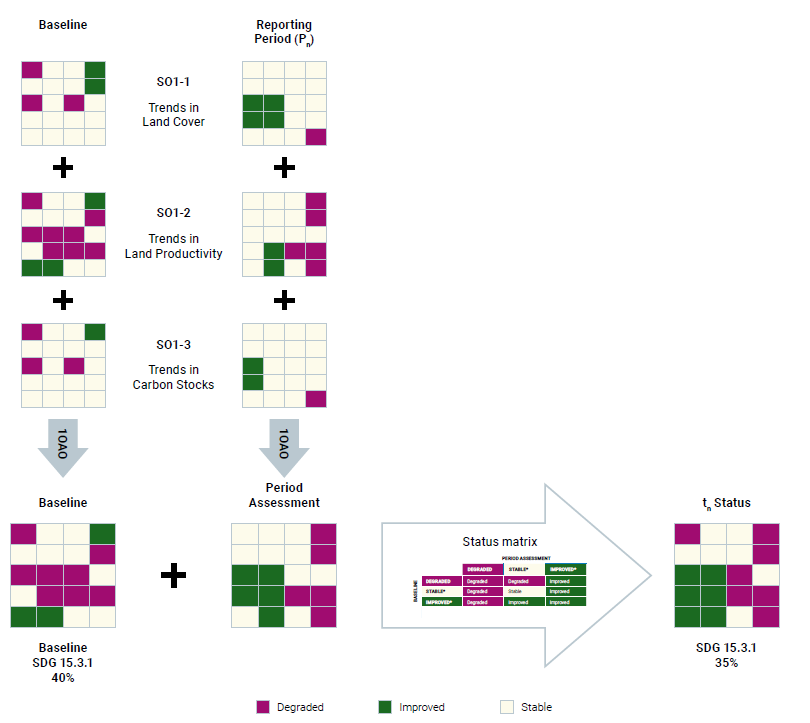 Baseline
Reporting
Period (Pn)
SO1-1
Trends in
Land Cover
SO1-2
Trends in
Land Productivity
SO1-3
Trends in
Carbon Stocks
1OAO
1OAO
Baseline
Period
Assessment
tn Status
Status matrix
PERIOD ASSESSMENT
DEGRADED STABLE* IMPROVED*
BASELINE
DEGRADED Degraded Degraded Improved
STABLE* Degraded Stable Improved
IMPROVED* Degraded Improved Improved
Baseline
SDG 15.3.1
40%
SDG 15.3.1
35%
Degraded
Improved
Stable